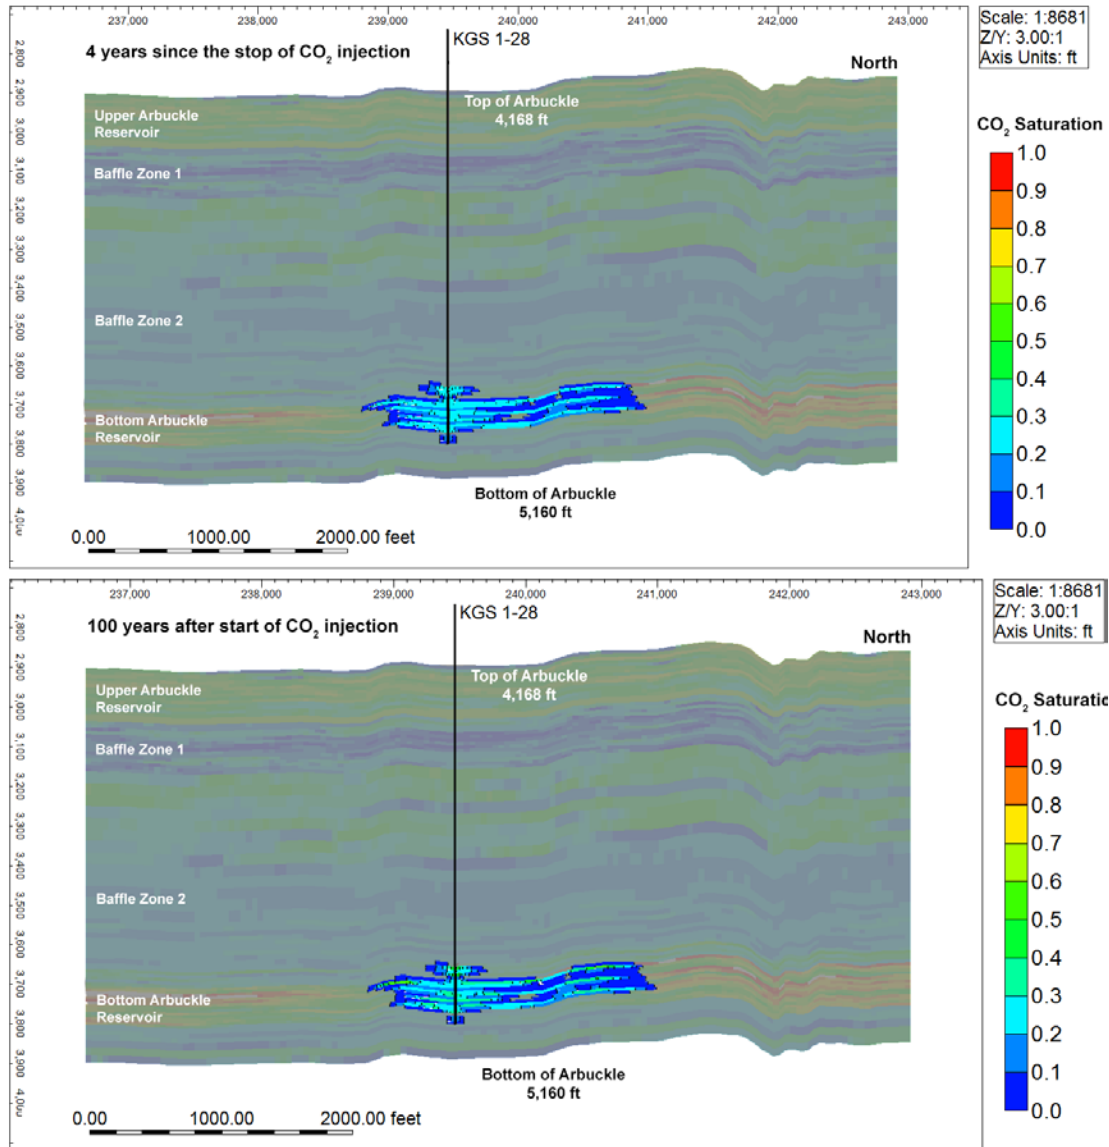 237,000 238,000 239,000 240,000 241,000 242,000 243,000
Scale: 1:8681
Z/Y: 3.00:1
Axis Units: ft
4 years since the stop of CO2 injection
KGS 1-28
North
2,800
2,900
3,000
3,100
3,200
3,300
3,400
3,500
3,600
3,700
3,800
3,900
Upper Arbuckle
Reservoir
Top of Arbuckle
4,168 ft
Baffle Zone 1
Baffle Zone 2
Bottom Arbuckle
Reservoir
Bottom of Arbuckle
5,160 ft
0.00 1000.00 2000.00 feet
CO2 Saturation
1.0
0.9
0.8
0.7
0.6
0.5
0.4
0.3
0.2
0.1
0.0
237,000 238,000 239,000 240,000 241,000 242,000 243,000
Scale: 1:8681
Z/Y: 3.00:1
Axis Units: ft
100 years after start of CO2 injection
KGS 1-28
North
2,800
2,900
3,000
3,100
3,200
3,300
3,400
3,500
3,600
3,700
3,800
3,900
Upper Arbuckle
Reservoir
Top of Arbuckle
4,168 ft
Baffle Zone 1
Baffle Zone 2
Bottom Arbuckle
Reservoir
Bottom of Arbuckle
5,160 ft
0.00 1000.00 2000.00 feet
CO2 Saturatio
1.0
0.9
0.8
0.7
0.6
0.5
0.4
0.3
0.2
0.1
0.0